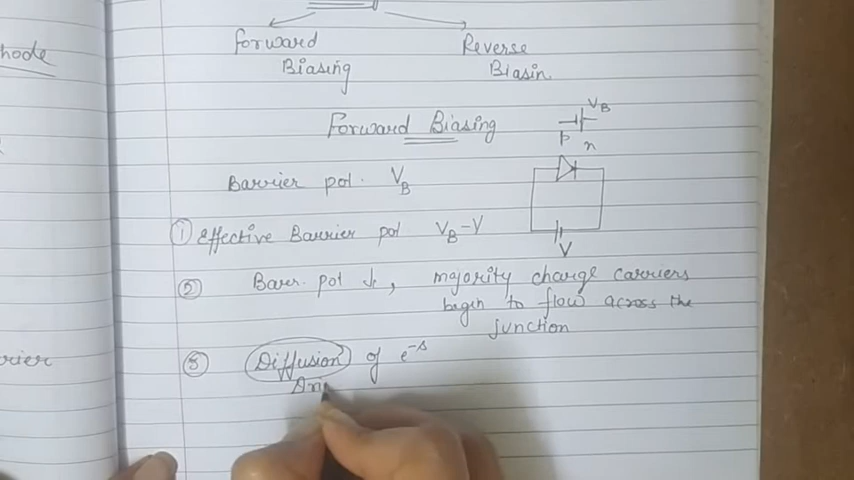 hode
Forward Reverse
Biasing Biasin
Forward Biasing
VB
p n
Barrier pot. VB
① Effective Barrier pot VB-V
V
② Barr. pot ↓, majority charge carriers
begin to flow across the
junction
rrier
③ Diffusion of e-s